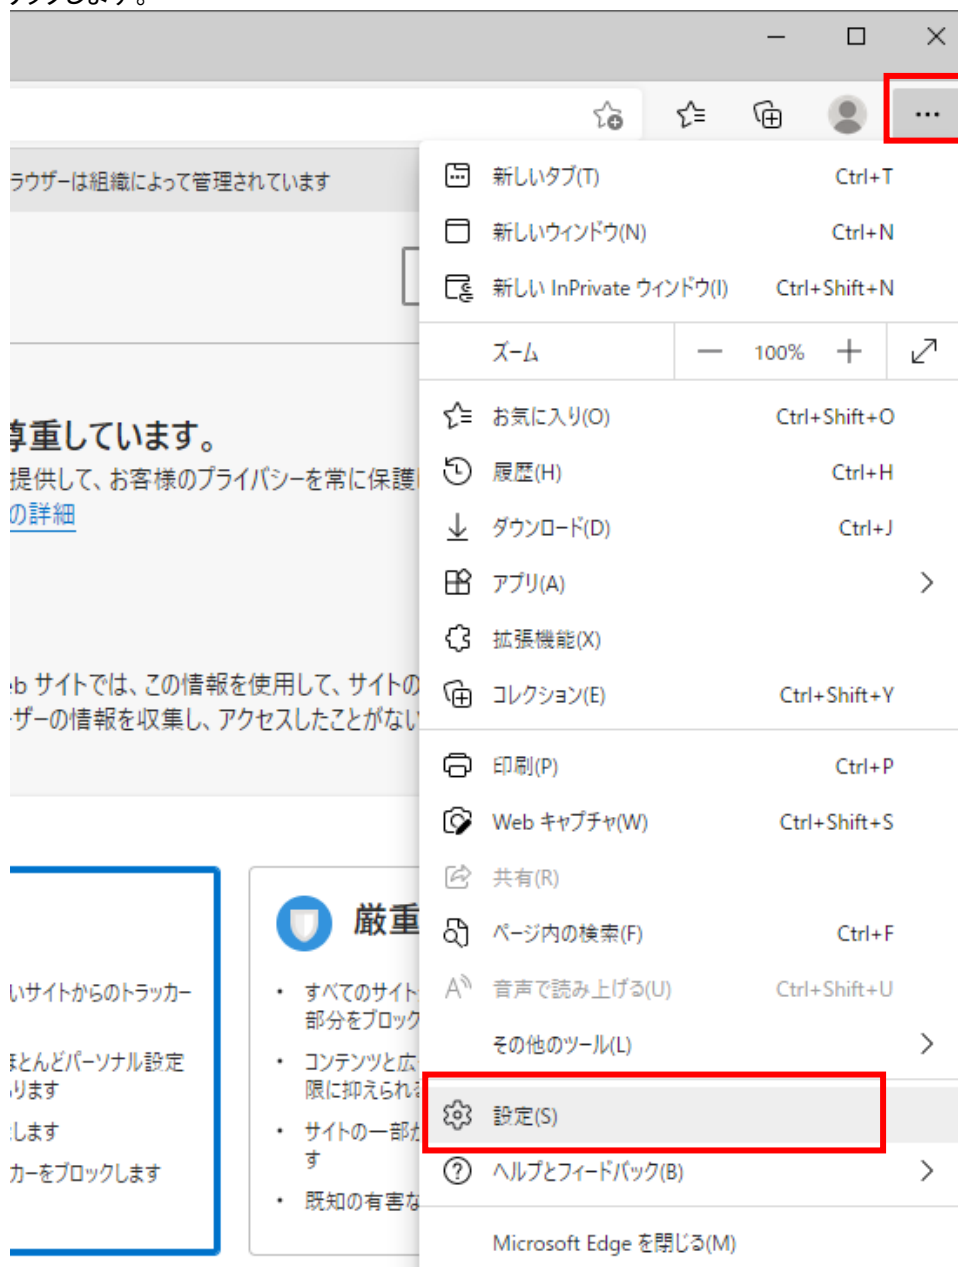 リックします。
ラウザーは組織によって管理されています
尊重しています。
提供して、お客様のプライバシーを常に保護
の詳細
eb サイトでは、この情報を使用して、サイトの
ーザーの情報を収集し、アクセスしたことがない
いサイトからのトラッカー
ほとんどパーソナル設定
ります
します
カーをブロックします
厳重
• すべてのサイト
部分をブロック
• コンテンツと広
限に抑えられ
• サイトの一部が
す
• 既知の有害な
…
新しいタブ(T) Ctrl+T
新しいウィンドウ(N) Ctrl+N
新しい InPrivate ウィンドウ(I) Ctrl+Shift+N
ズーム — 100% +
お気に入り(O) Ctrl+Shift+O
履歴(H) Ctrl+H
ダウンロード(D) Ctrl+J
アプリ(A)
拡張機能(X)
コレクション(E) Ctrl+Shift+Y
印刷(P) Ctrl+P
Web キャプチャ(W) Ctrl+Shift+S
共有(R)
ページ内の検索(F) Ctrl+F
音声で読み上げる(U) Ctrl+Shift+U
その他のツール(L)
設定(S)
ヘルプとフィードバック(B)
Microsoft Edge を閉じる(M)